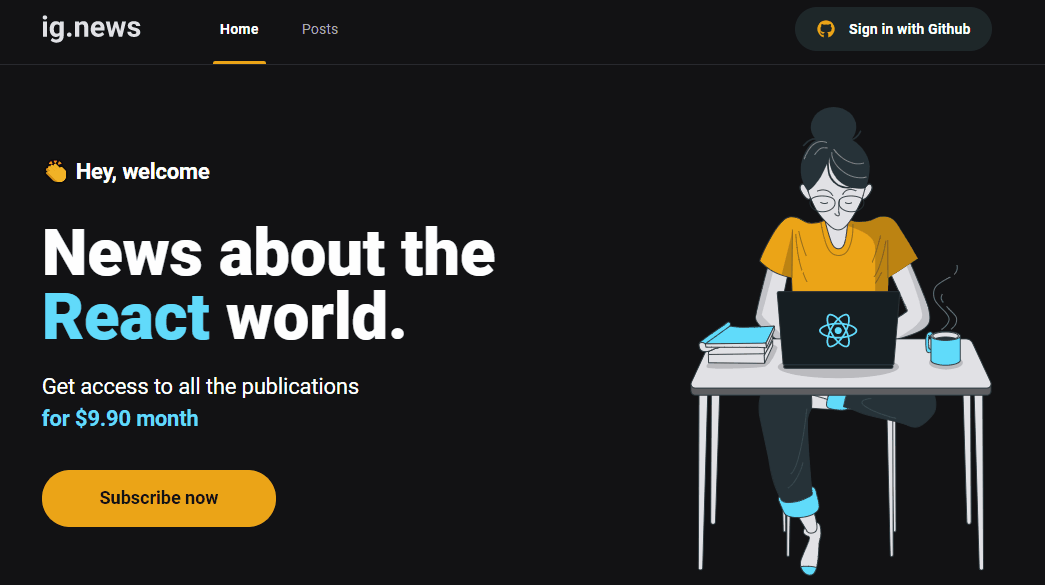 ig.news
Home
Posts
Sign in with Github
👏 Hey, welcome
News about the
React world.
Get access to all the publications
for $9.90 month
Subscribe now